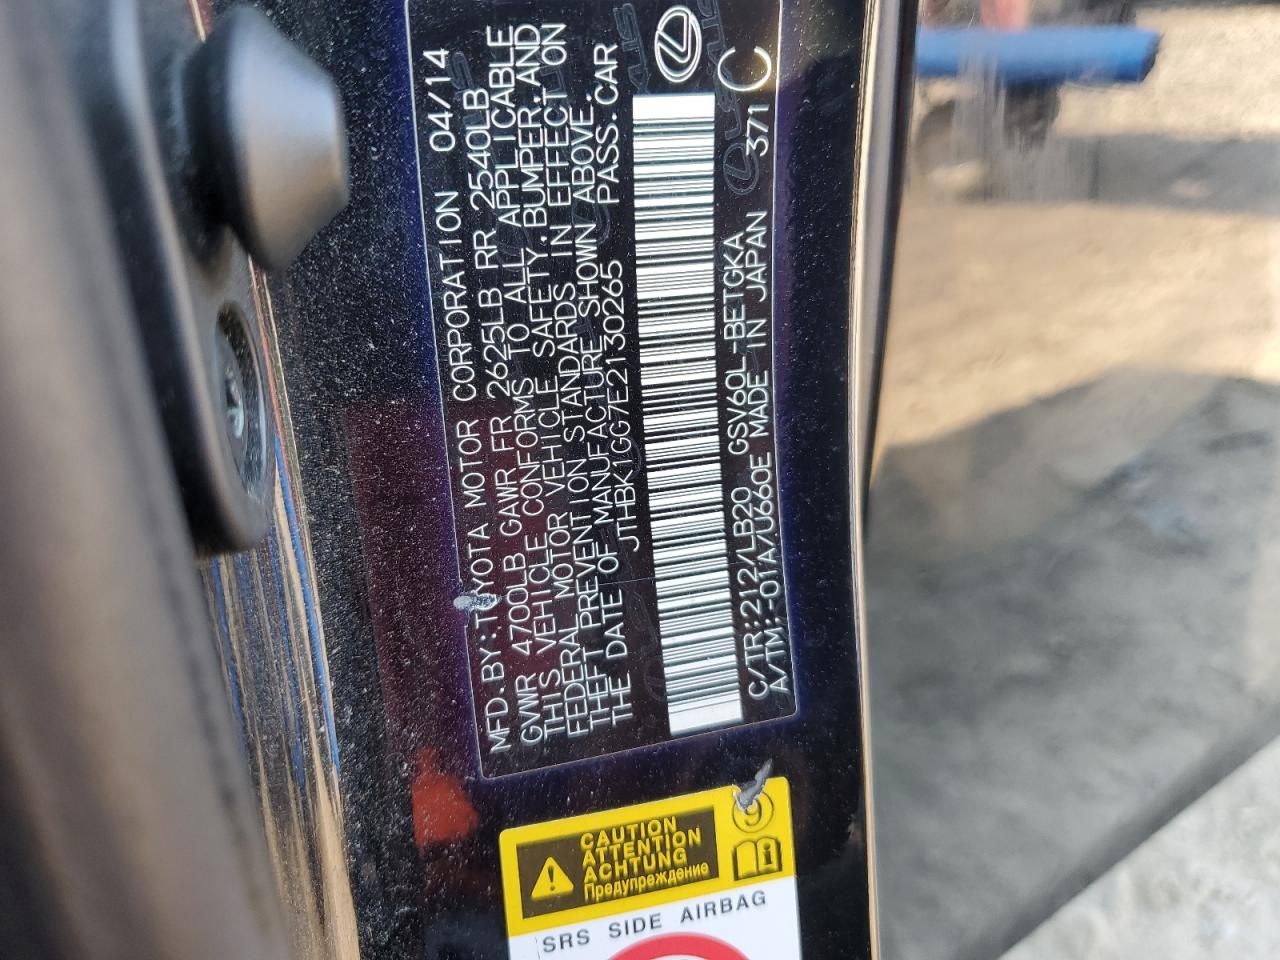 MFD.BY:TOYOTA MOTOR CORPORATION 04/14
GVWR 4700LB GAWR FR 2625LB RR 2540LB
THIS VEHICLE CONFORMS TO ALL APPLICABLE
FEDERAL MOTOR VEHICLE SAFETY,BUMPER,AND
THEFT PREVENTION STANDARDS IN EFFECT ON
THE DATE OF MANUFACTURE SHOWN ABOVE.
JTHBK1GG7E2130265 PASS.CAR
C/TR:212/LB20 GSV60L-BETGKA 371 C
A/TM:-01A/U660E MADE IN JAPAN
CAUTION
ATTENTION
ACHTUNG
Предупреждение
9
i
SRS SIDE AIRBAG